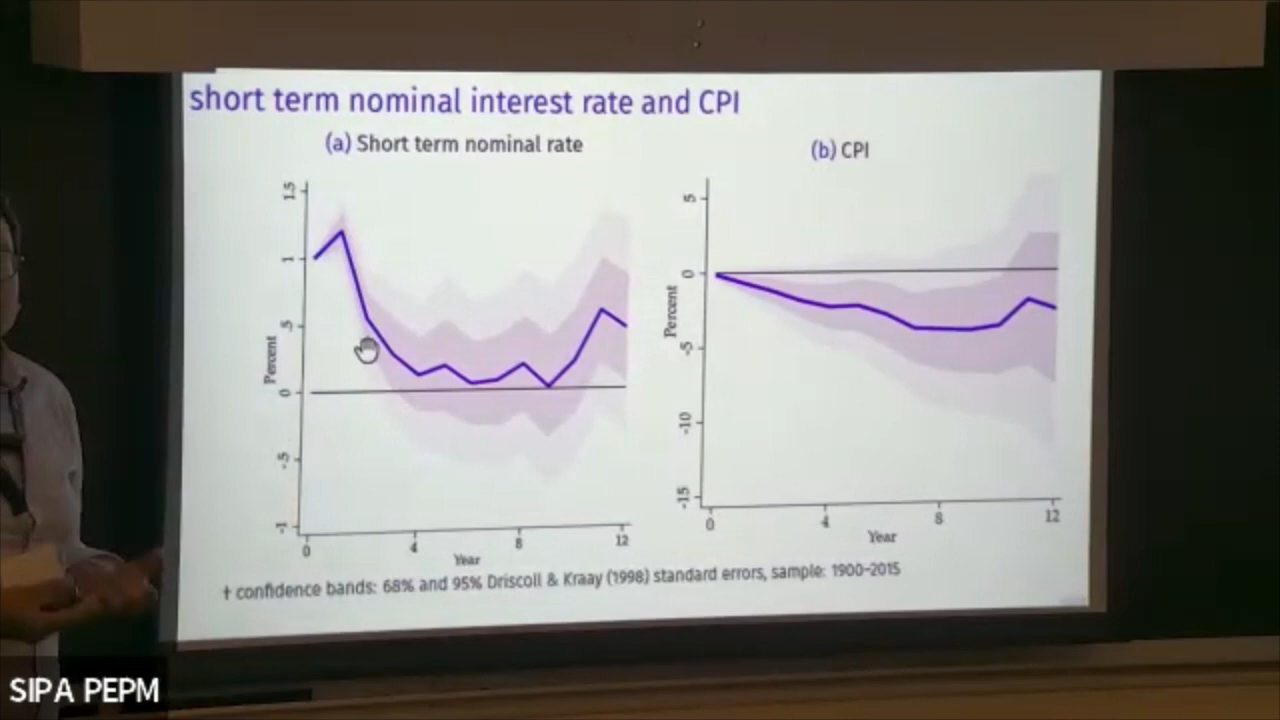 short term nominal interest rate and CPI
(a) Short term nominal rate
(b) CPI
1.5
1
.5
0
-.5
-1
Percent
0
4
8
12
Year
5
0
-5
-10
-15
Percent
0
4
8
12
Year
† confidence bands: 68% and 95% Driscoll & Kraay (1998) standard errors, sample: 1900-2015
SIPA PEPM